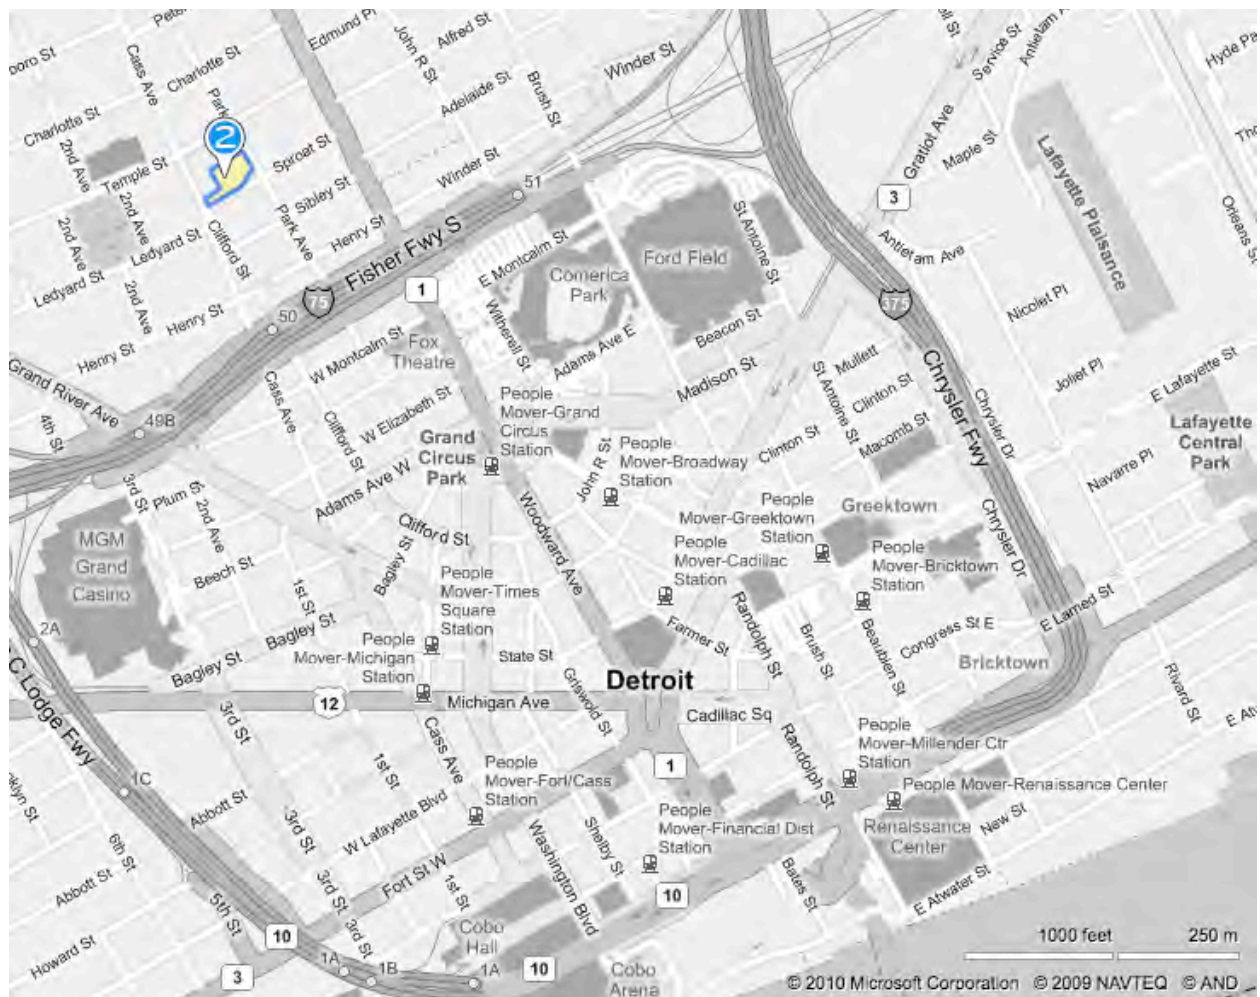 Peter
Edmund Pl
Alfred St
John R St
Cass Ave
Charlotte St
Brush St
Winder St
Adelaide St
Service St
Antietam
Hyde Pa
Charlotte St
Park
2
2nd Ave
Temple St
Sproat St
Winder St
Gratiot Ave
Maple St
Lafayette Plaisance
2nd Ave
2nd Ave
Sibley St
51
3
Orleans St
Ledyard St
Clifford St
Park Ave
Henry St
Fisher Fwy S
E Montcalm St
Ford Field
St Antoine St
Antietam Ave
Ledyard St
2nd Ave
75
1
Comerica
Park
375
Nicolet Pl
Henry St
50
Henry St
W Montcalm St
Fox
Theatre
Witherell St
Adams Ave E
Beacon St
Mullett
Chrysler Fwy
Joliet Pl
E Lafayette St
Grand River Ave
Cass Ave
Clifford St
W Elizabeth St
People
Mover-Grand
Circus
Station
Madison St
St Antoine St
Clinton St
Chrysler Dr
4th St
49B
Grand
Circus
Park
John R St
People
Mover-Broadway
Station
Clinton St
Macomb St
Lafayette
Central
Park
Navarre Pl
3rd St
Plum St
2nd Ave
Adams Ave W
Clifford St
Woodward Ave
People
Mover-Greektown
Station
Greektown
Chrysler Dr
MGM
Grand
Casino
Beech St
Bagley St
People
Mover-Times
Square
Station
People
Mover-Cadillac
Station
People
Mover-Bricktown
Station
1st St
Bagley St
2A
Bagley St
People
Mover-Michigan
Station
State St
Farmer St
Randolph St
Brush St
Beaubien St
Congress St E
E Larned St
Bricktown
Detroit
C Lodge Fwy
12
Michigan Ave
Griswold St
Cadillac Sq
Rivard St
E Atw
3rd St
Cass Ave
1st St
People
Mover-Fort/Cass
Station
1
Randolph St
People
Mover-Millender Ctr
Station
1C
People Mover-Renaissance Center
Abbott St
W Lafayette Blvd
People
Mover-Financial Dist
Station
Renaissance
Center
New St
6th St
3rd St
Washington Blvd
Shelby St
Fort St W
Bates St
Abbott St
5th St
1st St
10
E Atwater St
Howard St
10
3rd St
Cobo
Hall
3
1A
1B
1A
10
Cobo
Arena
1000 feet
250 m
© 2010 Microsoft Corporation © 2009 NAVTEQ © AND